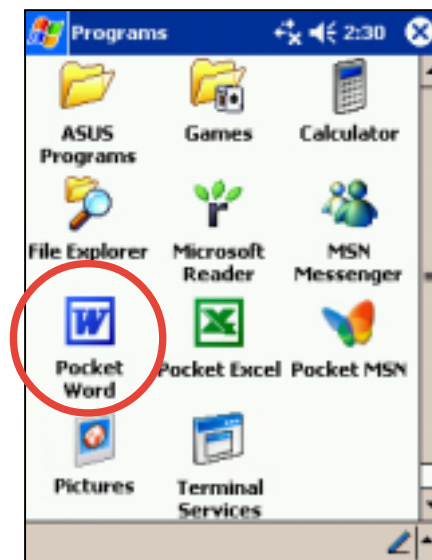 Programs 2:30
ASUS Games Calculator
Programs
File Explorer Microsoft MSN
Reader Messenger
Pocket Pocket Excel Pocket MSN
Word
Pictures Terminal
Services